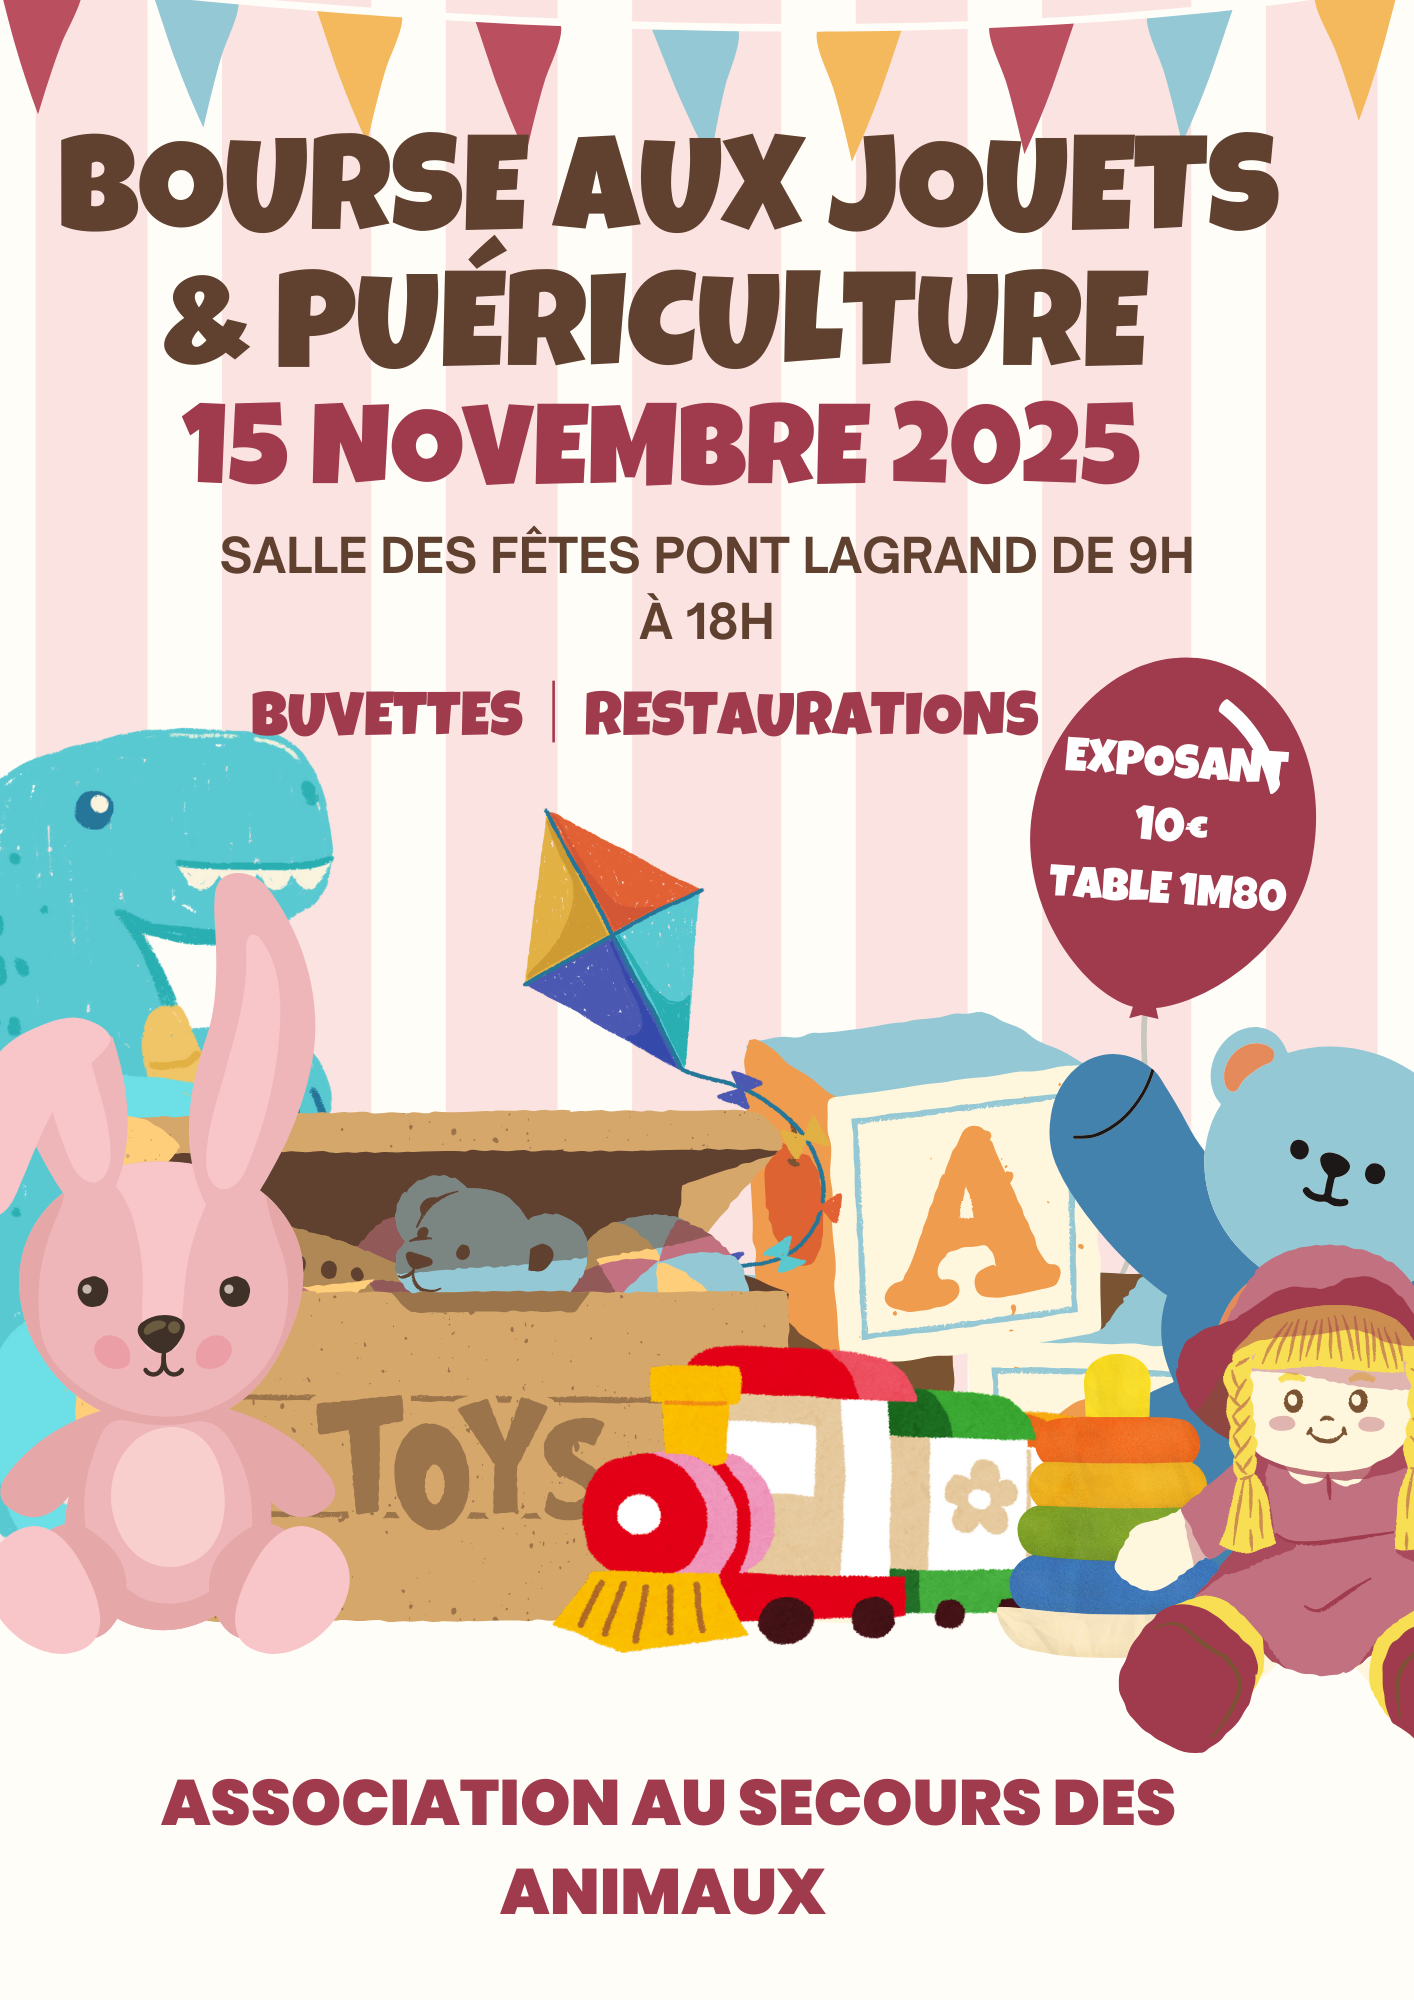 BOURSE AUX JOUETS
& PUÉRICULTURE
15 NOVEMBRE 2025
SALLE DES FÊTES PONT LAGRAND DE 9H
À 18H
BUVETTES | RESTAURATIONS
EXPOSANT
10€
TABLE 1M80
A
TOYS
ASSOCIATION AU SECOURS DES
ANIMAUX